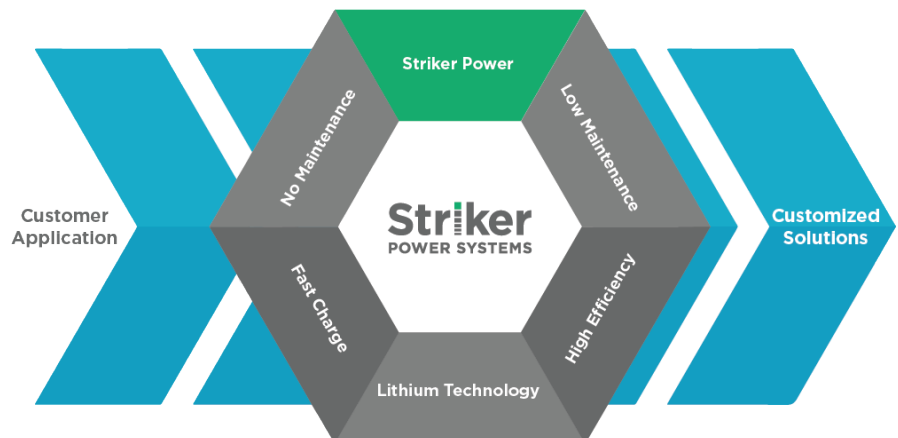 Striker Power
No Maintenance
Low Maintenance
Customer
Application
Striker
POWER SYSTEMS
Customized
Solutions
Fast Charge
High Efficiency
Lithium Technology